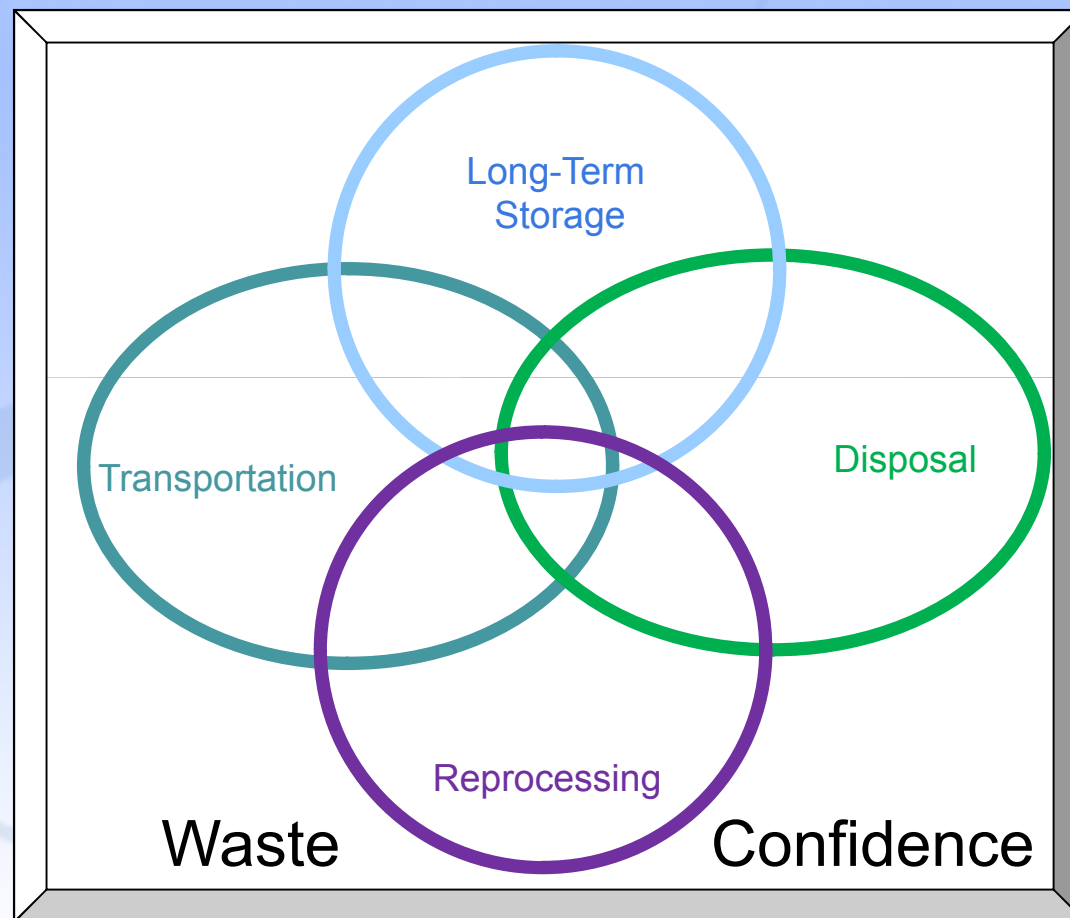 Long-Term
Storage
Transportation
Disposal
Reprocessing
Waste
Confidence